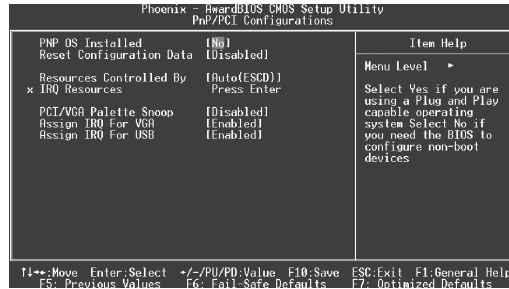 Phoenix - AwardBIOS CMOS Setup Utility
PnP/PCI Configurations
PNP OS Installed [No]
Reset Configuration Data [Disabled]
Resources Controlled By [Auto(ESCD)]
x IRQ Resources Press Enter
PCI/VGA Palette Snoop [Disabled]
Assign IRQ For VGA [Enabled]
Assign IRQ For USB [Enabled]
Item Help
Menu Level ►
Select Yes if you are
using a Plug and Play
capable operating
system Select No if
you need the BIOS to
configure non-boot
devices
↑↓→←:Move Enter:Select +/-/PU/PD:Value F10:Save ESC:Exit F1:General Help
F5: Previous Values F6: Fail-Safe Defaults F7: Optimized Defaults